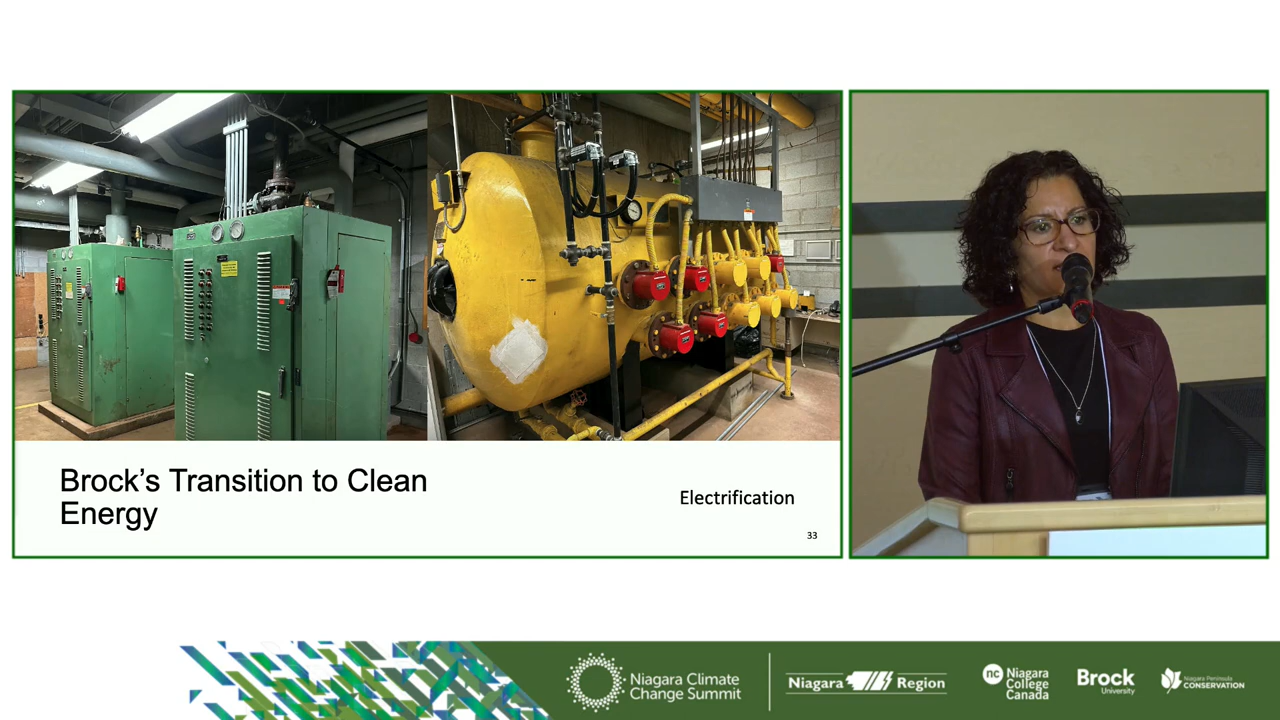 Brock's Transition to Clean
Energy
Electrification
33
Niagara Climate
Change Summit
Niagara Region
nc
Niagara
College
Canada
Brock
University
Niagara Peninsula
CONSERVATION